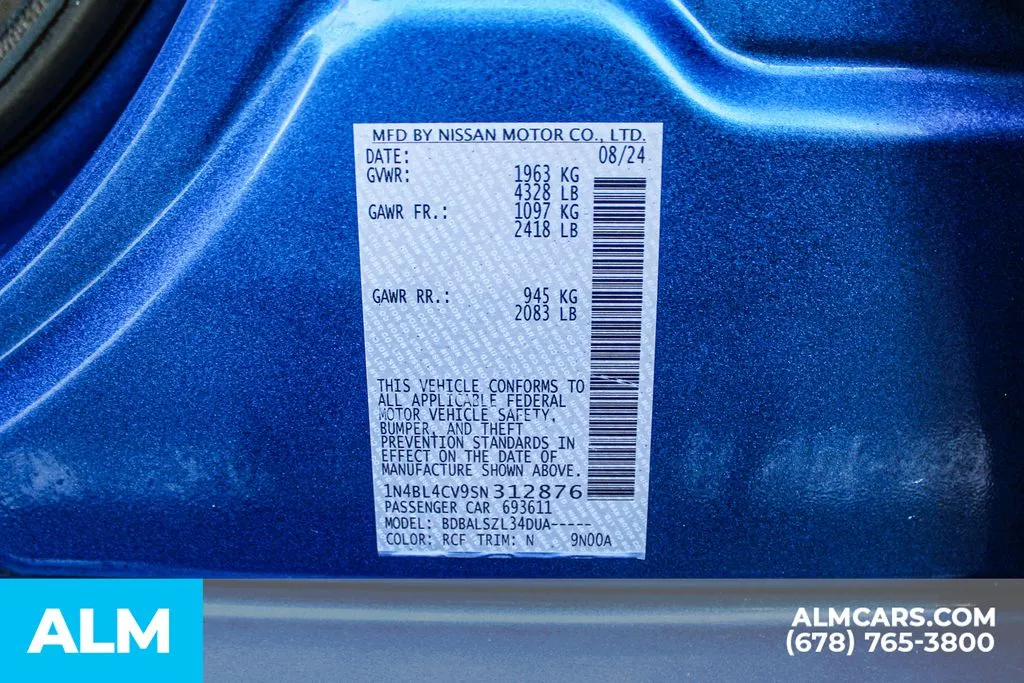 MFD BY NISSAN MOTOR CO., LTD.
DATE: 08/24
GVWR: 1963 KG
4328 LB
GAWR FR.: 1097 KG
2418 LB
GAWR RR.: 945 KG
2083 LB
THIS VEHICLE CONFORMS TO
ALL APPLICABLE FEDERAL
MOTOR VEHICLE SAFETY,
BUMPER, AND THEFT
PREVENTION STANDARDS IN
EFFECT ON THE DATE OF
MANUFACTURE SHOWN ABOVE.
1N4BL4CV9SN312876
PASSENGER CAR 693611
MODEL: BDBALSZL34DUA-----
COLOR: RCF TRIM: N 9N00A
ALM
ALMCARS.COM
(678) 765-3800